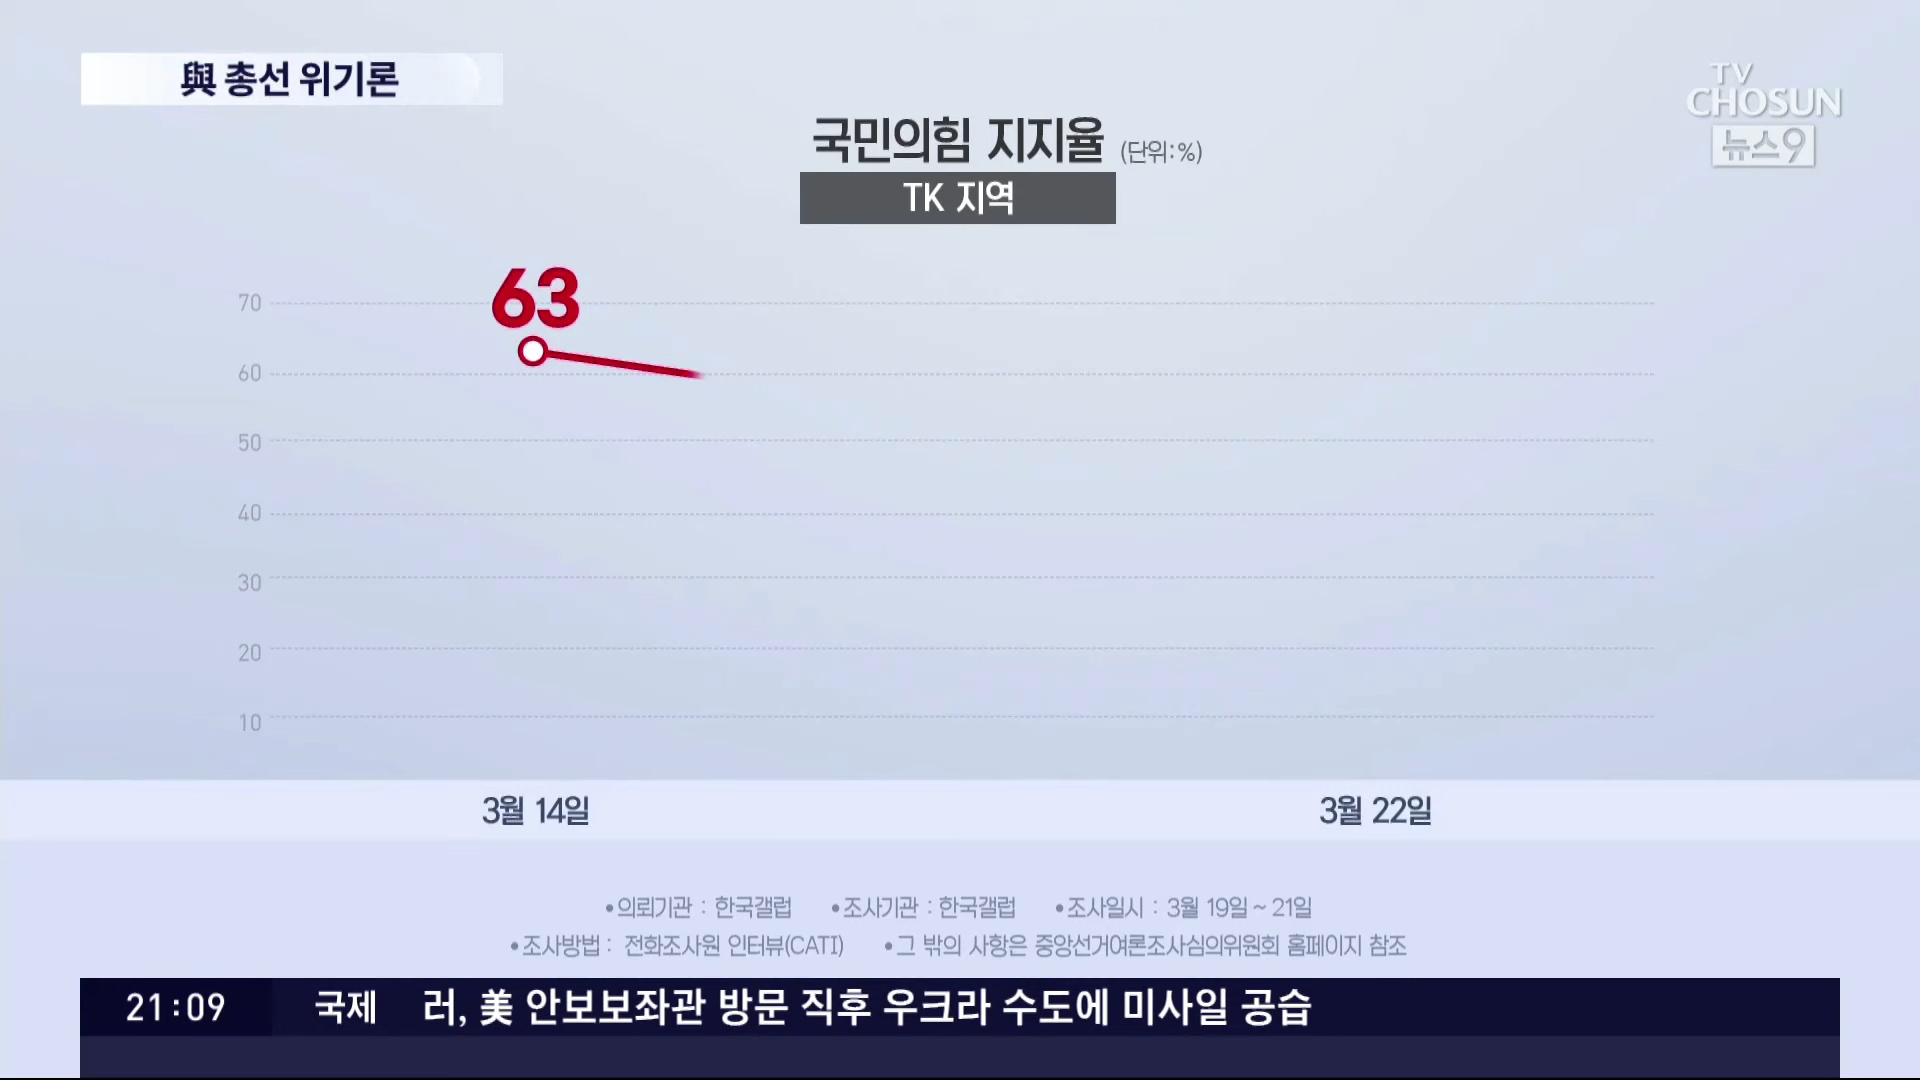 與 총선 위기론
TV
CHOSUN
뉴스9
국민의힘 지지율 (단위:%)
TK 지역
63
70
60
50
40
30
20
10
3월 14일 3월 22일
•의뢰기관 : 한국갤럽 •조사기관 : 한국갤럽 •조사일시 : 3월 19일 ~ 21일
•조사방법 : 전화조사원 인터뷰(CATI) •그 밖의 사항은 중앙선거여론조사심의위원회 홈페이지 참조
21:09 국제 러, 美 안보보좌관 방문 직후 우크라 수도에 미사일 공습